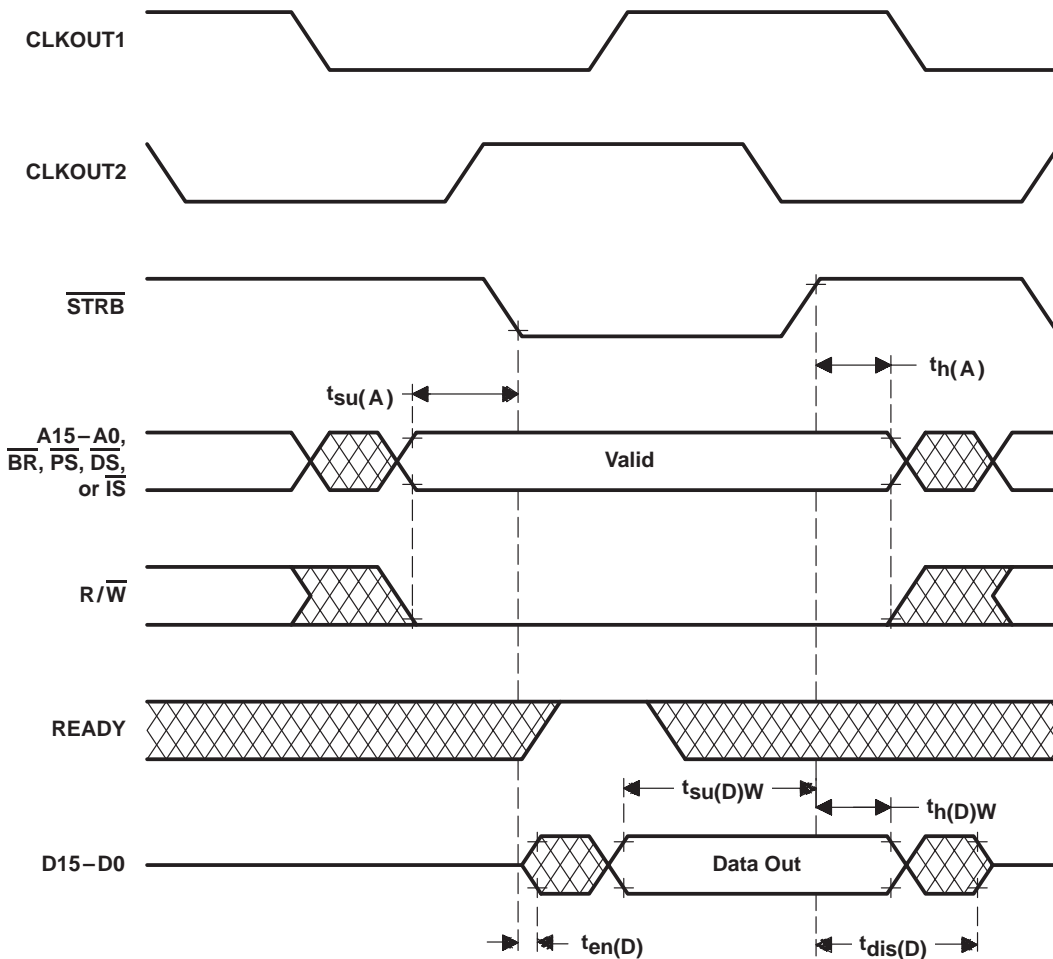 CLKOUT1
CLKOUT2
STRB
tsu(A)
th(A)
A15–A0,
BR, PS, DS,
or IS
Valid
R/W
READY
tsu(D)W
th(D)W
D15–D0
Data Out
ten(D)
tdis(D)